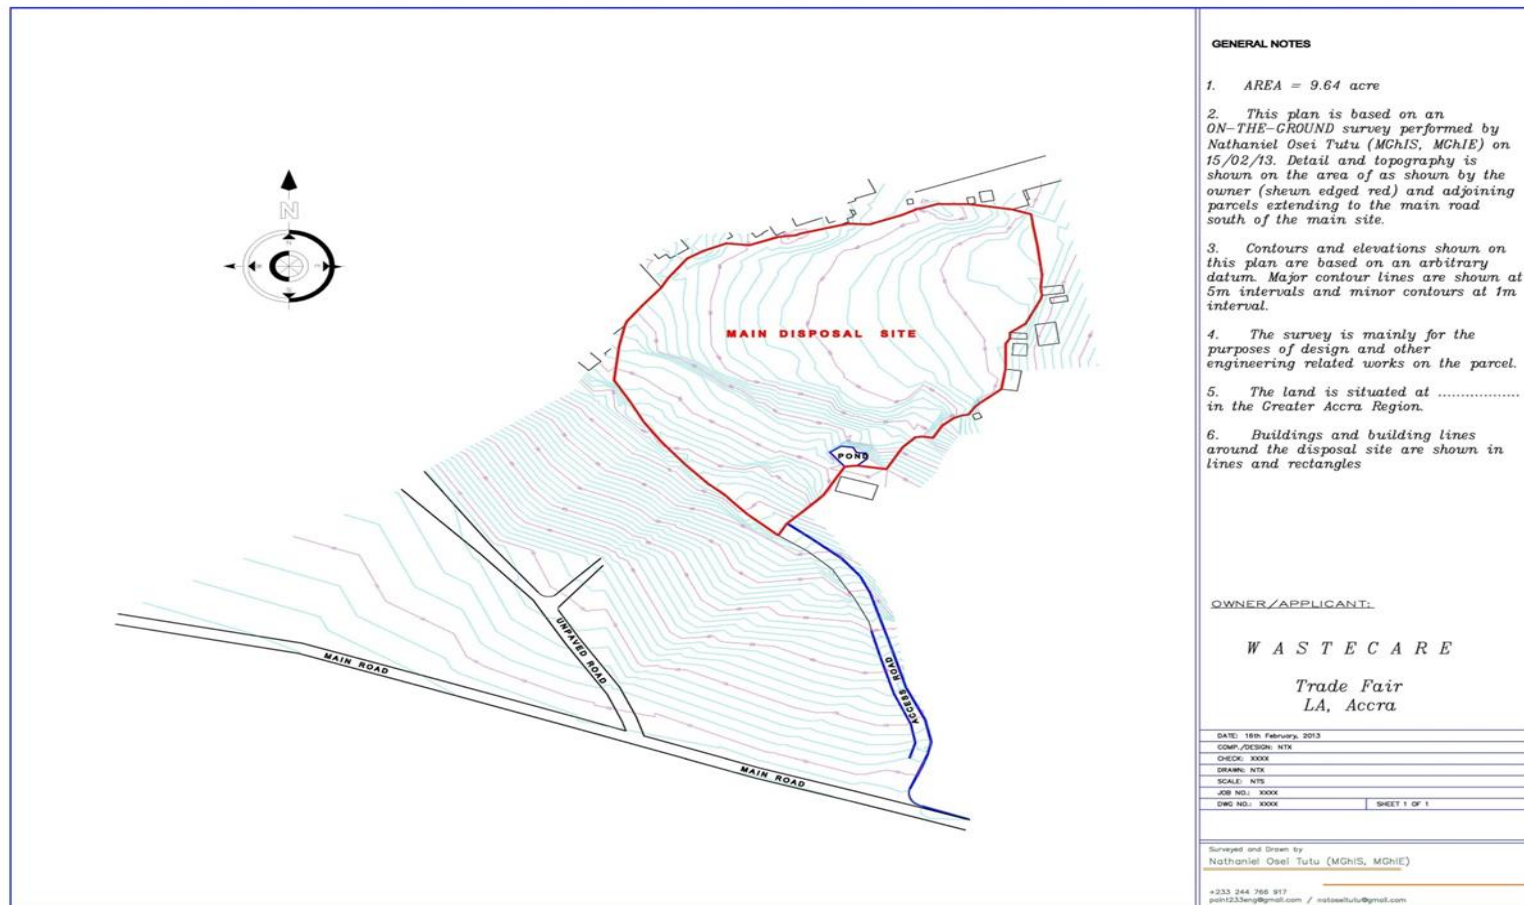 N
MAIN DISPOSAL SITE
POND
UNPAVED ROAD
MAIN ROAD
ACCESS ROAD
MAIN ROAD
GENERAL NOTES
1. AREA = 9.64 acre
2. This plan is based on an
ON-THE-GROUND survey performed by
Nathaniel Osei Tutu (MGhIS, MGhIE) on
15/02/13. Detail and topography is
shown on the area of as shown by the
owner (shewn edged red) and adjoining
parcels extending to the main road
south of the main site.
3. Contours and elevations shown on
this plan are based on an arbitrary
datum. Major contour lines are shown at
5m intervals and minor contours at 1m
interval.
4. The survey is mainly for the
purposes of design and other
engineering related works on the parcel.
5. The land is situated at ..................
in the Greater Accra Region.
6. Buildings and building lines
around the disposal site are shown in
lines and rectangles
OWNER/APPLICANT:
W A S T E C A R E
Trade Fair
LA, Accra
DATE: 16th February, 2013
COMP./DESIGN: NTX
CHECK: XXXX
DRAWN: NTX
SCALE: NTS
JOB NO.: XXXX
DWG NO.: XXXX SHEET 1 OF 1
Surveyed and Drawn by
Nathaniel Osei Tutu (MGhIS, MGhIE)
+233 244 766 917
point233eng@gmail.com / natoseitutu@gmail.com